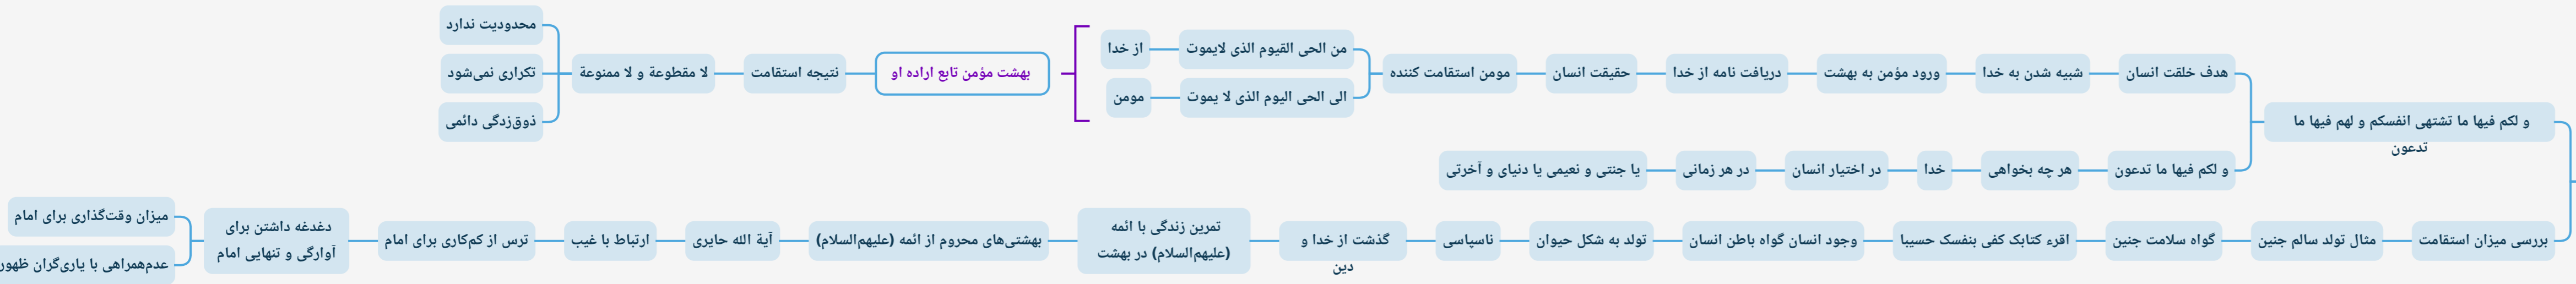 و لکم فیها ما تشتهی انفسکم و لهم فیها ما
تدعون
هدف خلقت انسان
شبیه شدن به خدا
ورود مؤمن به بهشت
دریافت نامه از خدا
حقیقت انسان
مومن استقامت کننده
من الحی القیوم الذی لایموت
از خدا
الی الحی الیوم الذی لا یموت
مومن
بهشت مؤمن تابع اراده او
نتیجه استقامت
لا مقطوعة و لا ممنوعة
محدودیت ندارد
تکراری نمی‌شود
ذوق‌زدگی دائمی
و لکم فیها ما تدعون
هر چه بخواهی
خدا
در اختیار انسان
در هر زمانی
یا جنتی و نعیمی یا دنیای و آخرتی
بررسی میزان استقامت
مثال تولد سالم جنین
گواه سلامت جنین
اقرء کتابک کفی بنفسک حسیبا
وجود انسان گواه باطن انسان
تولد به شکل حیوان
ناسپاسی
گذشت از خدا و
دین
تمرین زندگی با ائمه
(علیهم‌السلام) در بهشت
بهشتی‌های محروم از ائمه (علیهم‌السلام)
آیة الله حایری
ارتباط با غیب
ترس از کم‌کاری برای امام
دغدغه داشتن برای
آوارگی و تنهایی امام
میزان وقت‌گذاری برای امام
عدم‌همراهی با یاری‌گران ظهور